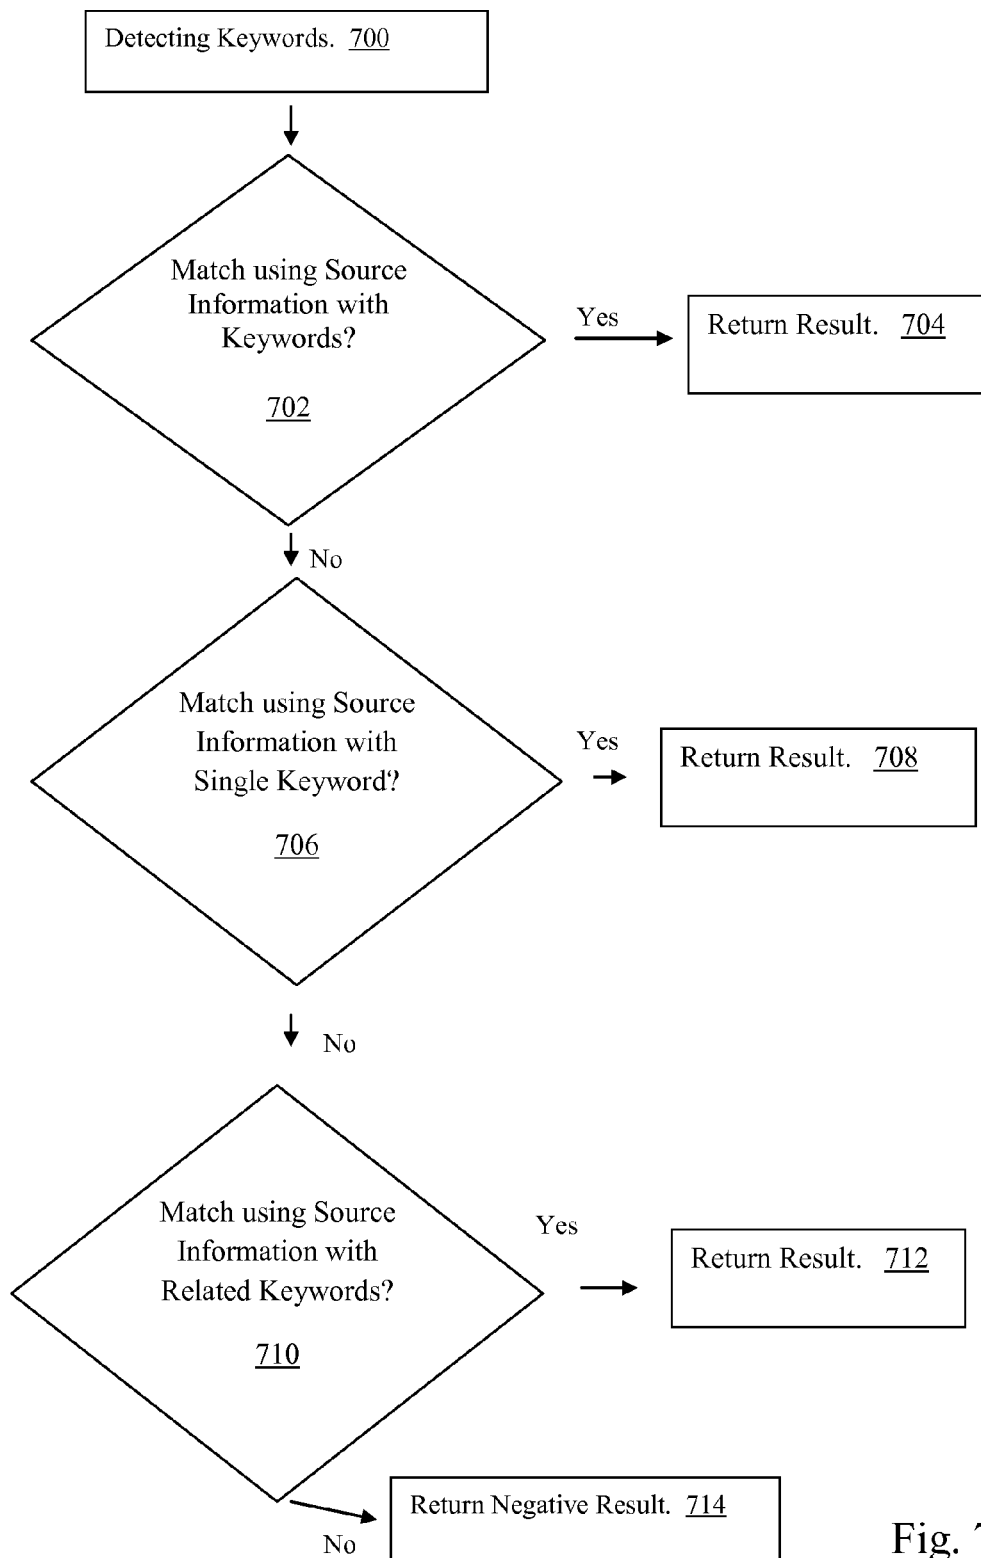 Detecting Keywords. 700
Match using Source
Information with
Keywords?
702
Yes
Return Result. 704
No
Match using Source
Information with
Single Keyword?
706
Yes
Return Result. 708
No
Match using Source
Information with
Related Keywords?
710
Yes
Return Result. 712
No
Return Negative Result. 714
Fig.